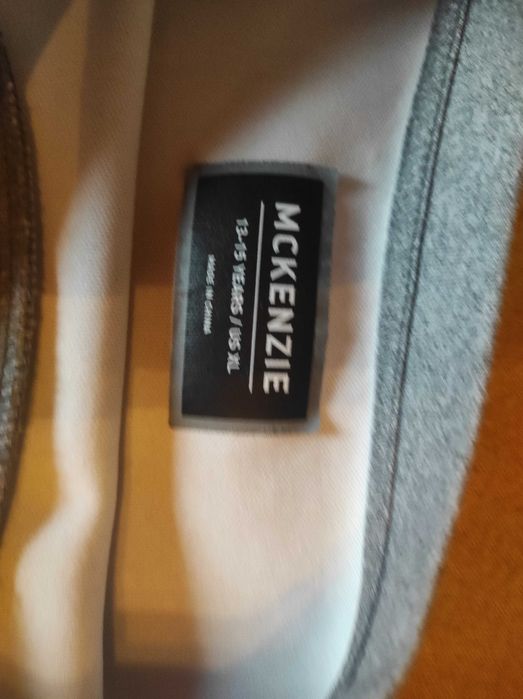 MCKENZIE
13-15 YEARS / US XL
MADE IN CHINA